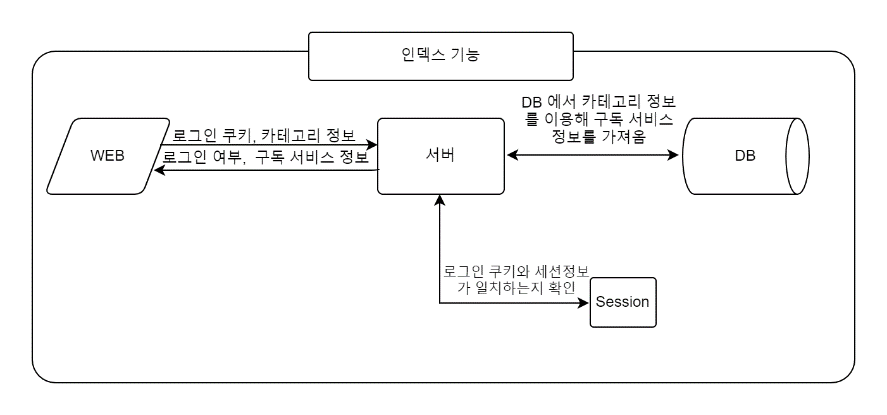 인덱스 기능
DB 에서 카테고리 정보
를 이용해 구독 서비스
정보를 가져옴
로그인 쿠키, 카테고리 정보
WEB
로그인 여부, 구독 서비스 정보
서버
DB
로그인 쿠키와 세션정보
가 일치하는지 확인
Session